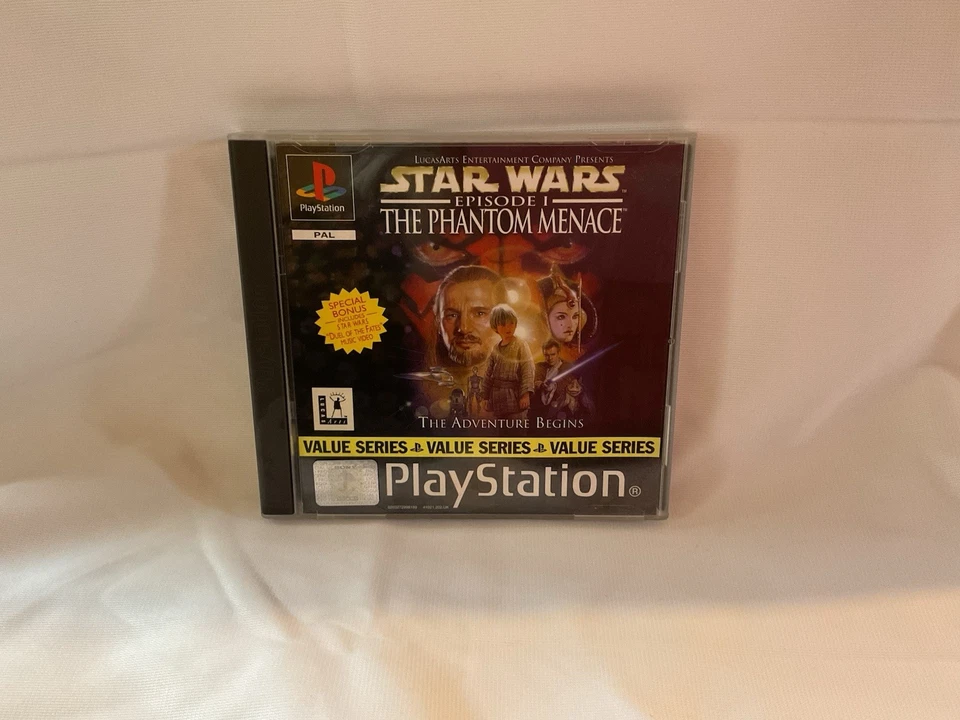 LUCASARTS ENTERTAINMENT COMPANY PRESENTS
STAR WARS
EPISODE I
THE PHANTOM MENACE™
PlayStation
PAL
SPECIAL
BONUS
INCLUDES
STAR WARS
"DUEL OF THE FATES"
MUSIC VIDEO
THE ADVENTURE BEGINS
VALUE SERIES VALUE SERIES VALUE SERIES
PlayStation®